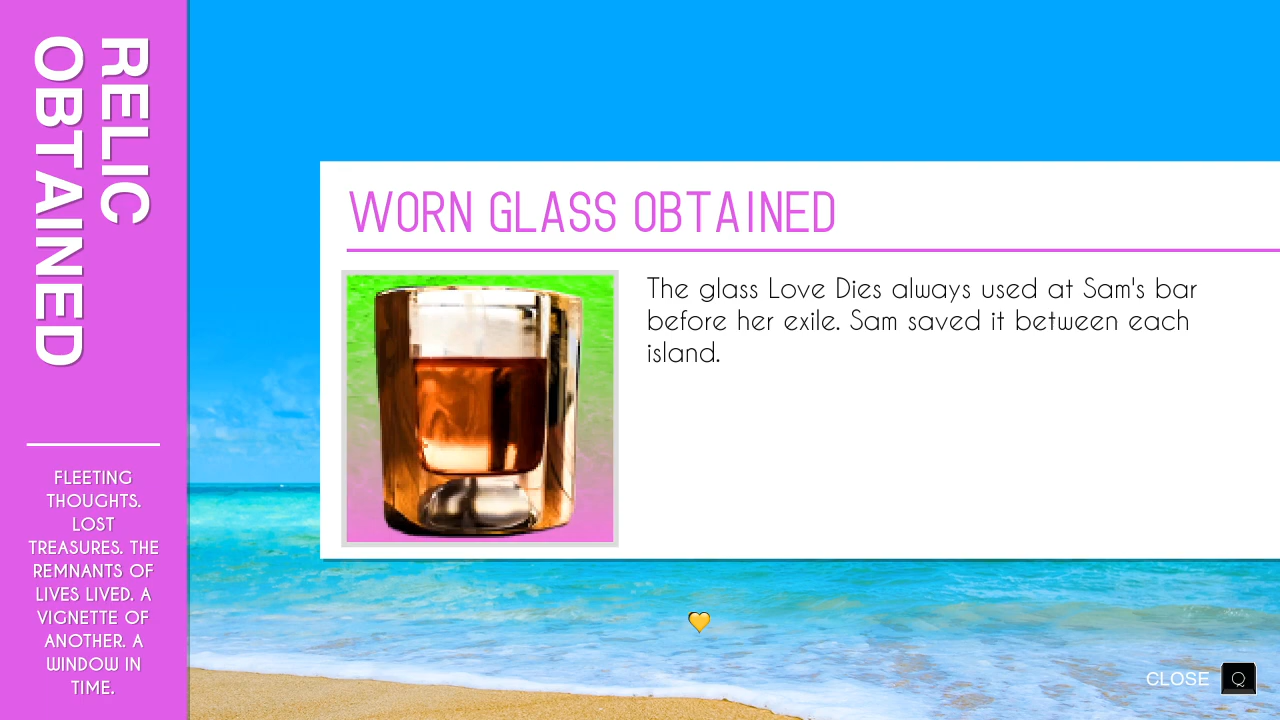 RELIC
OBTAINED
FLEETING
THOUGHTS.
LOST
TREASURES. THE
REMNANTS OF
LIVES LIVED. A
VIGNETTE OF
ANOTHER. A
WINDOW IN
TIME.
WORN GLASS OBTAINED
The glass Love Dies always used at Sam's bar
before her exile. Sam saved it between each
island.
CLOSE Q